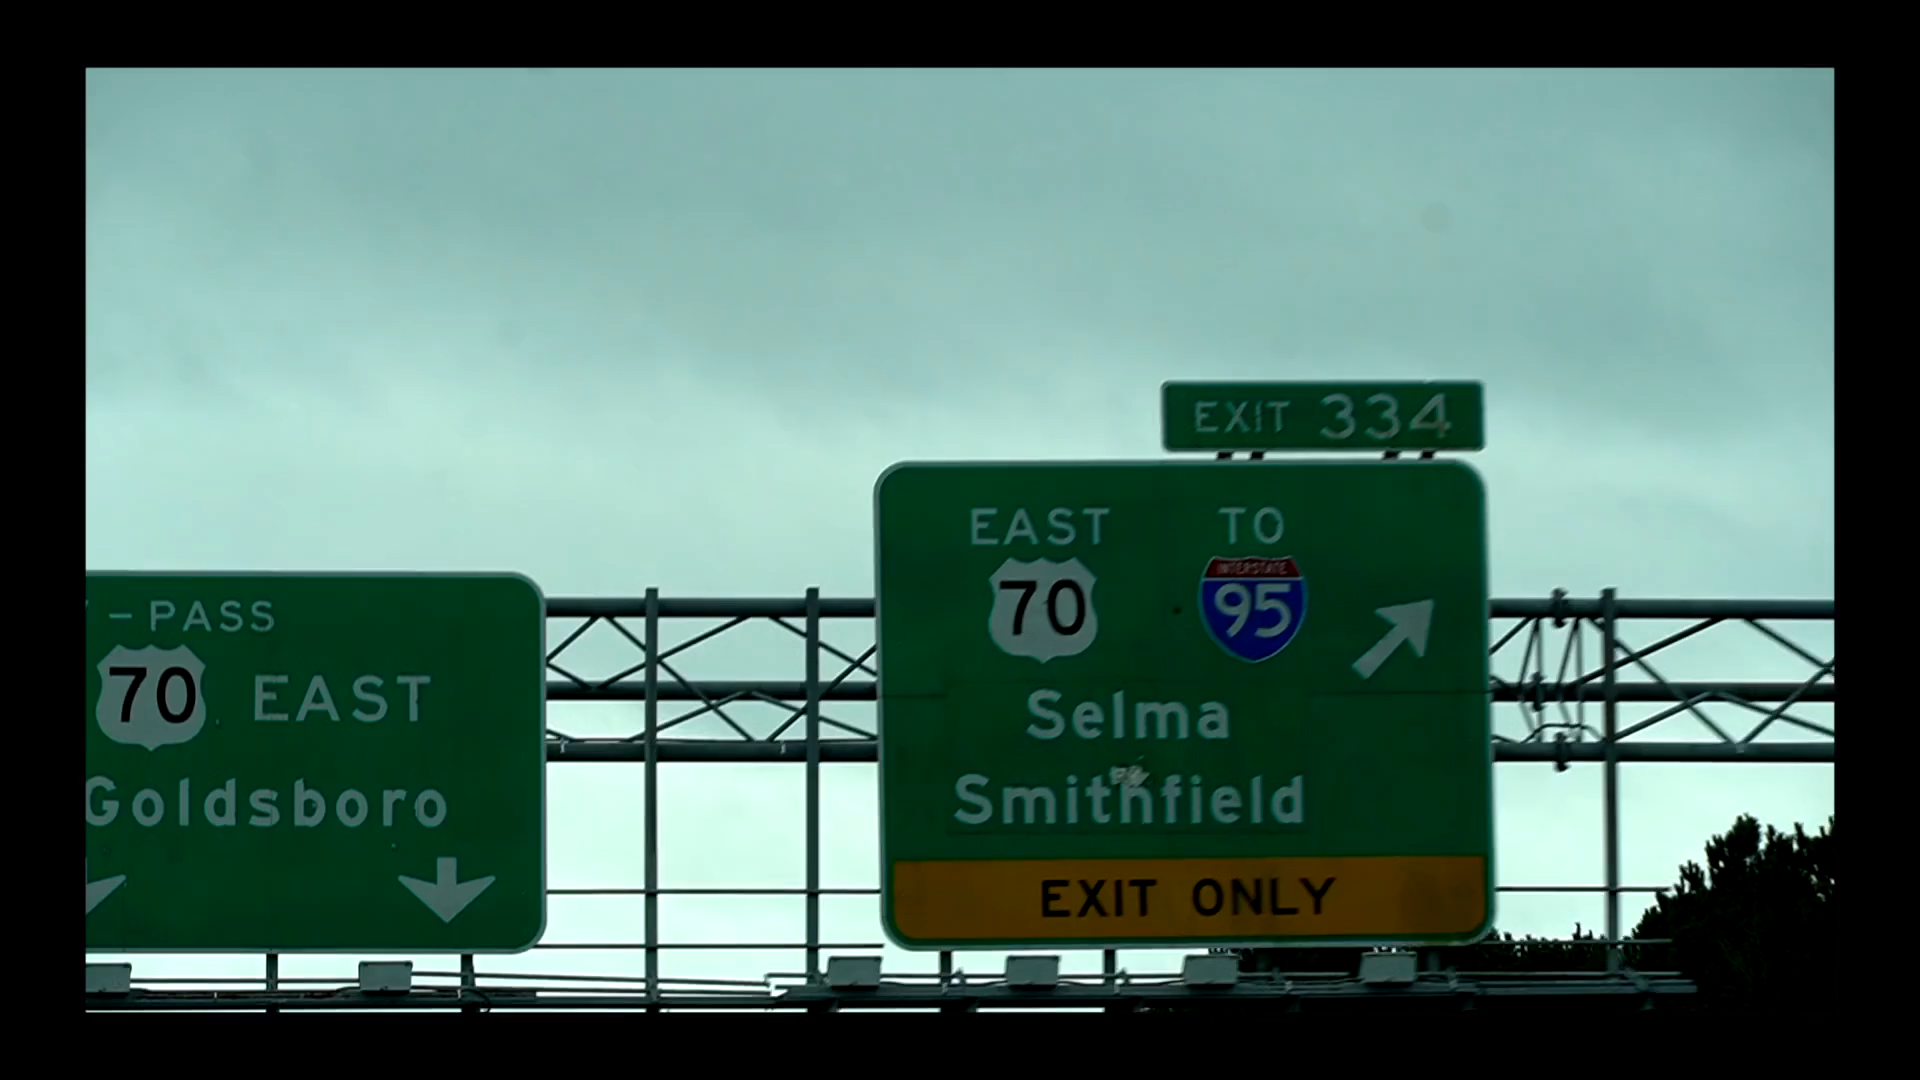 -PASS
70 EAST
Goldsboro
EXIT 334
EAST TO
70 INTERSTATE 95
Selma
Smithfield
EXIT ONLY